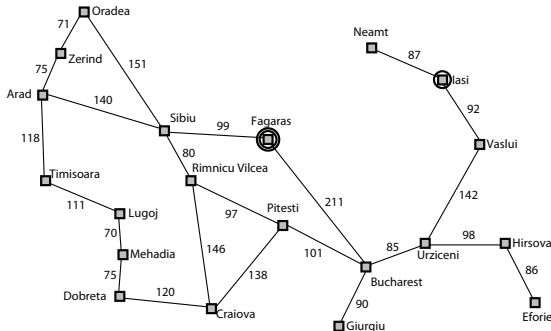 Oradea
71
Neamt
Zerind
87
151
75
Iasi
Arad
140
92
Sibiu
Fagaras
99
118
Vaslui
80
Timisoara
Rimnicu Vilcea
111
211
142
Lugoj
97
Pitesti
70
98
Hirsova
146
85
Mehadia
101
Urziceni
138
86
75
Bucharest
Dobreta
120
90
Eforie
Craiova
Giurgiu